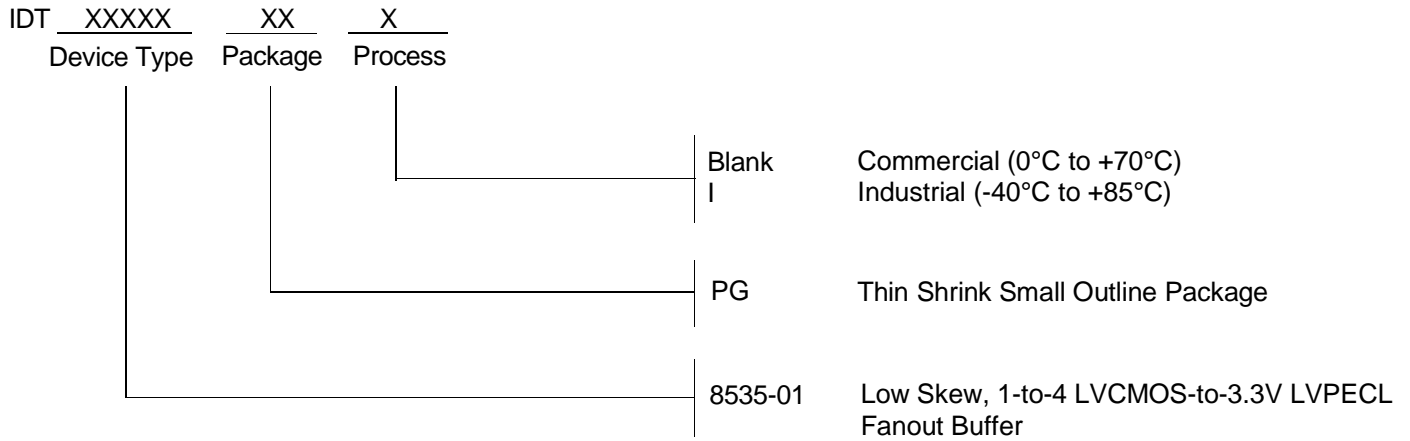 IDT XXXXX XX X
Device Type Package Process
Blank Commercial (0°C to +70°C)
I Industrial (-40°C to +85°C)
PG Thin Shrink Small Outline Package
8535-01 Low Skew, 1-to-4 LVCMOS-to-3.3V LVPECL
Fanout Buffer